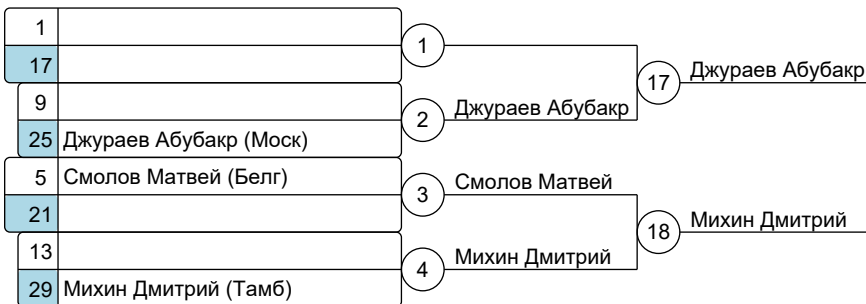 1
17
1
9
25 Джураев Абубакр (Моск)
2 Джураев Абубакр
17 Джураев Абубакр
5 Смолов Матвей (Белг)
21
3 Смолов Матвей
13
29 Михин Дмитрий (Тамб)
4 Михин Дмитрий
18 Михин Дмитрий